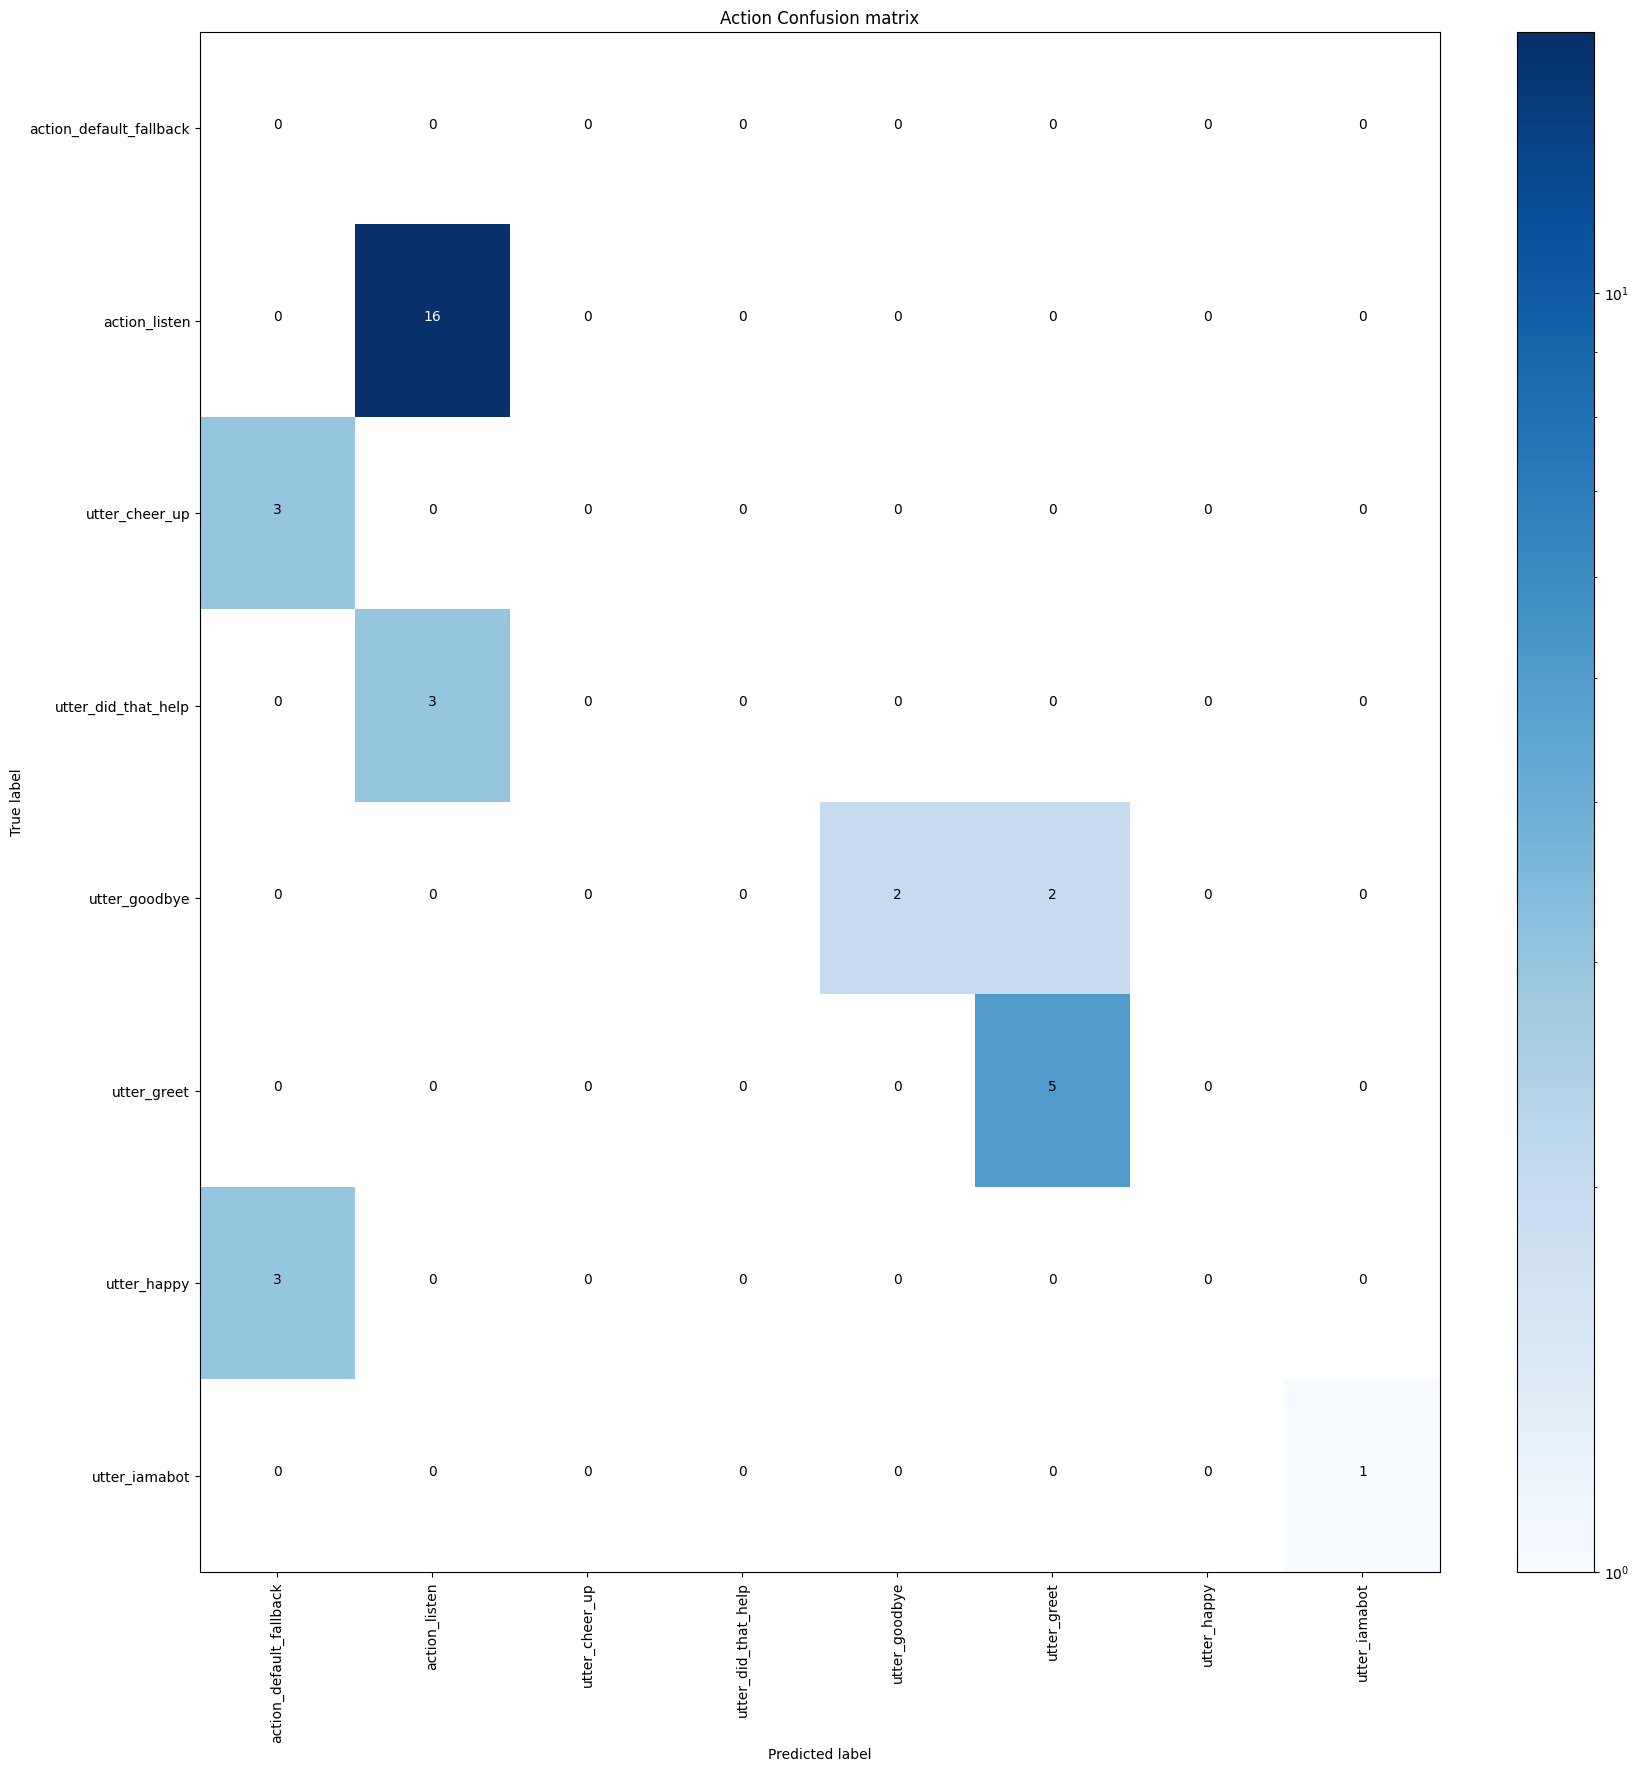 Action Confusion matrix
action_default_fallback
0 0 0 0 0 0 0 0
action_listen
0 16 0 0 0 0 0 0
utter_cheer_up
3 0 0 0 0 0 0 0
utter_did_that_help
0 3 0 0 0 0 0 0
utter_goodbye
0 0 0 0 2 2 0 0
utter_greet
0 0 0 0 0 5 0 0
utter_happy
3 0 0 0 0 0 0 0
utter_iamabot
0 0 0 0 0 0 0 1
True label
action_default_fallback
action_listen
utter_cheer_up
utter_did_that_help
utter_goodbye
utter_greet
utter_happy
utter_iamabot
Predicted label
10¹
10⁰